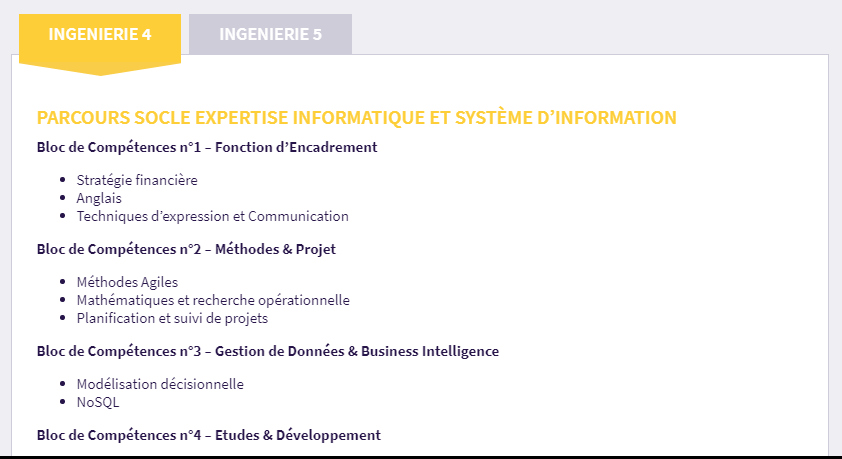 INGENIERIE 4
INGENIERIE 5
PARCOURS SOCLE EXPERTISE INFORMATIQUE ET SYSTÈME D’INFORMATION
Bloc de Compétences n°1 – Fonction d’Encadrement
• Stratégie financière
• Anglais
• Techniques d’expression et Communication
Bloc de Compétences n°2 – Méthodes & Projet
• Méthodes Agiles
• Mathématiques et recherche opérationnelle
• Planification et suivi de projets
Bloc de Compétences n°3 – Gestion de Données & Business Intelligence
• Modélisation décisionnelle
• NoSQL
Bloc de Compétences n°4 – Etudes & Développement